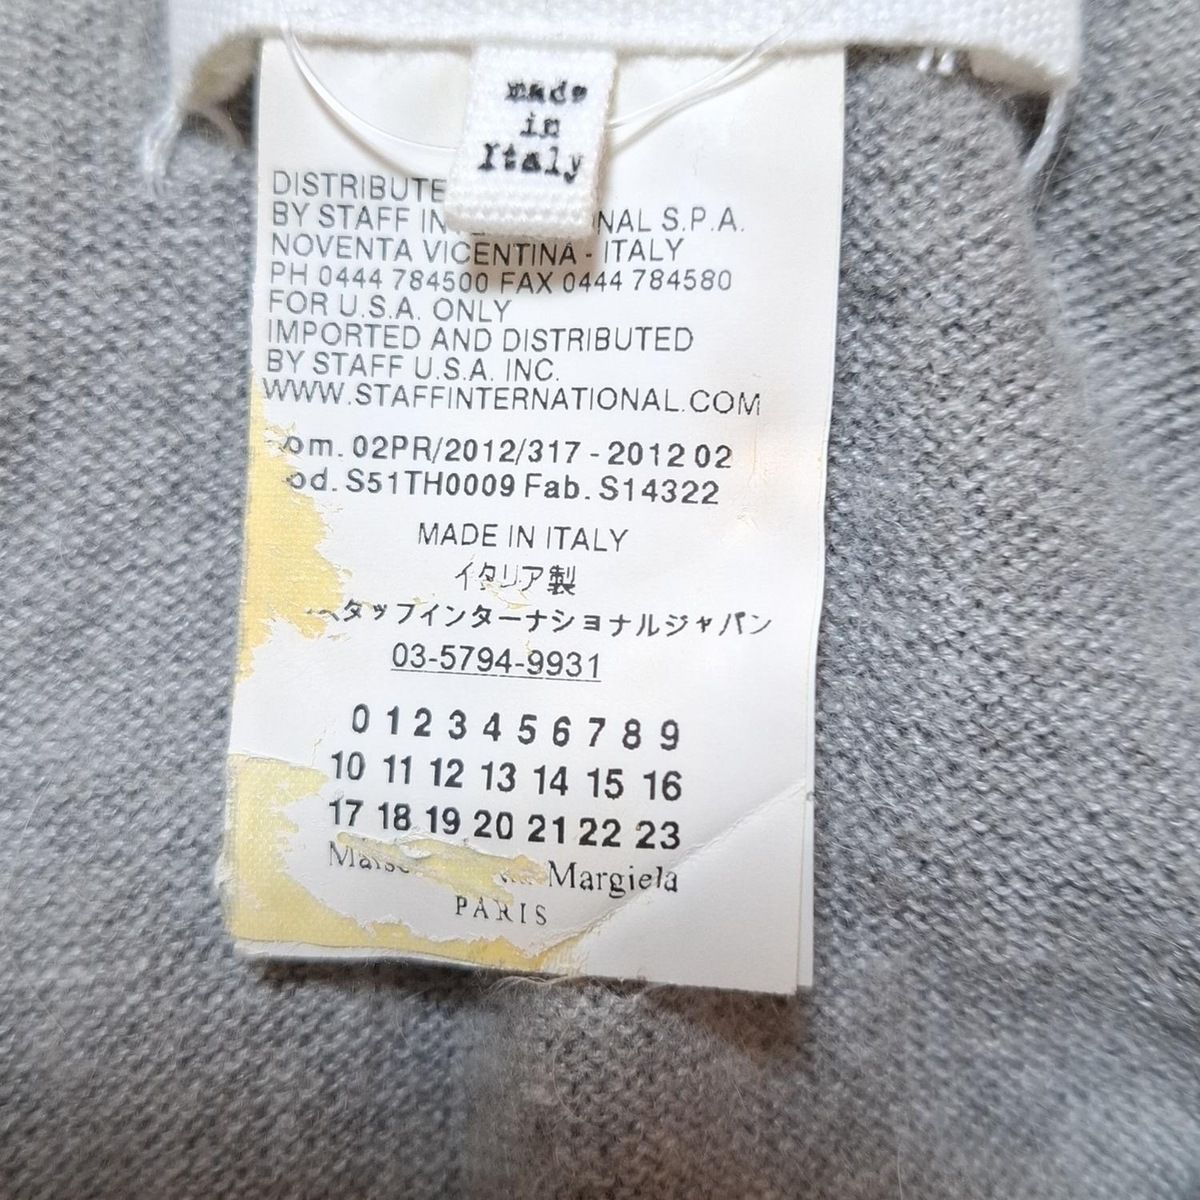 made
in
Italy
DISTRIBUTE
BY STAFF IN NAL S.P.A.
NOVENTA VICENTINA - ITALY
PH 0444 784500 FAX 0444 784580
FOR U.S.A. ONLY
IMPORTED AND DISTRIBUTED
BY STAFF U.S.A. INC.
WWW.STAFFINTERNATIONAL.COM
om. 02PR/2012/317 - 2012 02
od. S51TH0009 Fab. S14322
MADE IN ITALY
イタリア製
タッフインターナショナルジャパン
03-5794-9931
0 1 2 3 4 5 6 7 8 9
10 11 12 13 14 15 16
17 18 19 20 21 22 23
Margiela
PARIS